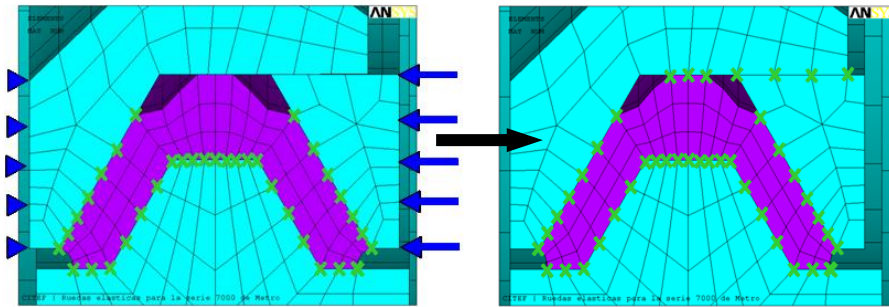 AN
ELEMENTS
MAT NUM
CITEF | Ruedas elasticas para la serie 7000 de Metro
ANSY
ELEMENTS
MAT NUM
CITEF | Ruedas elasticas para la serie 7000 de Metro